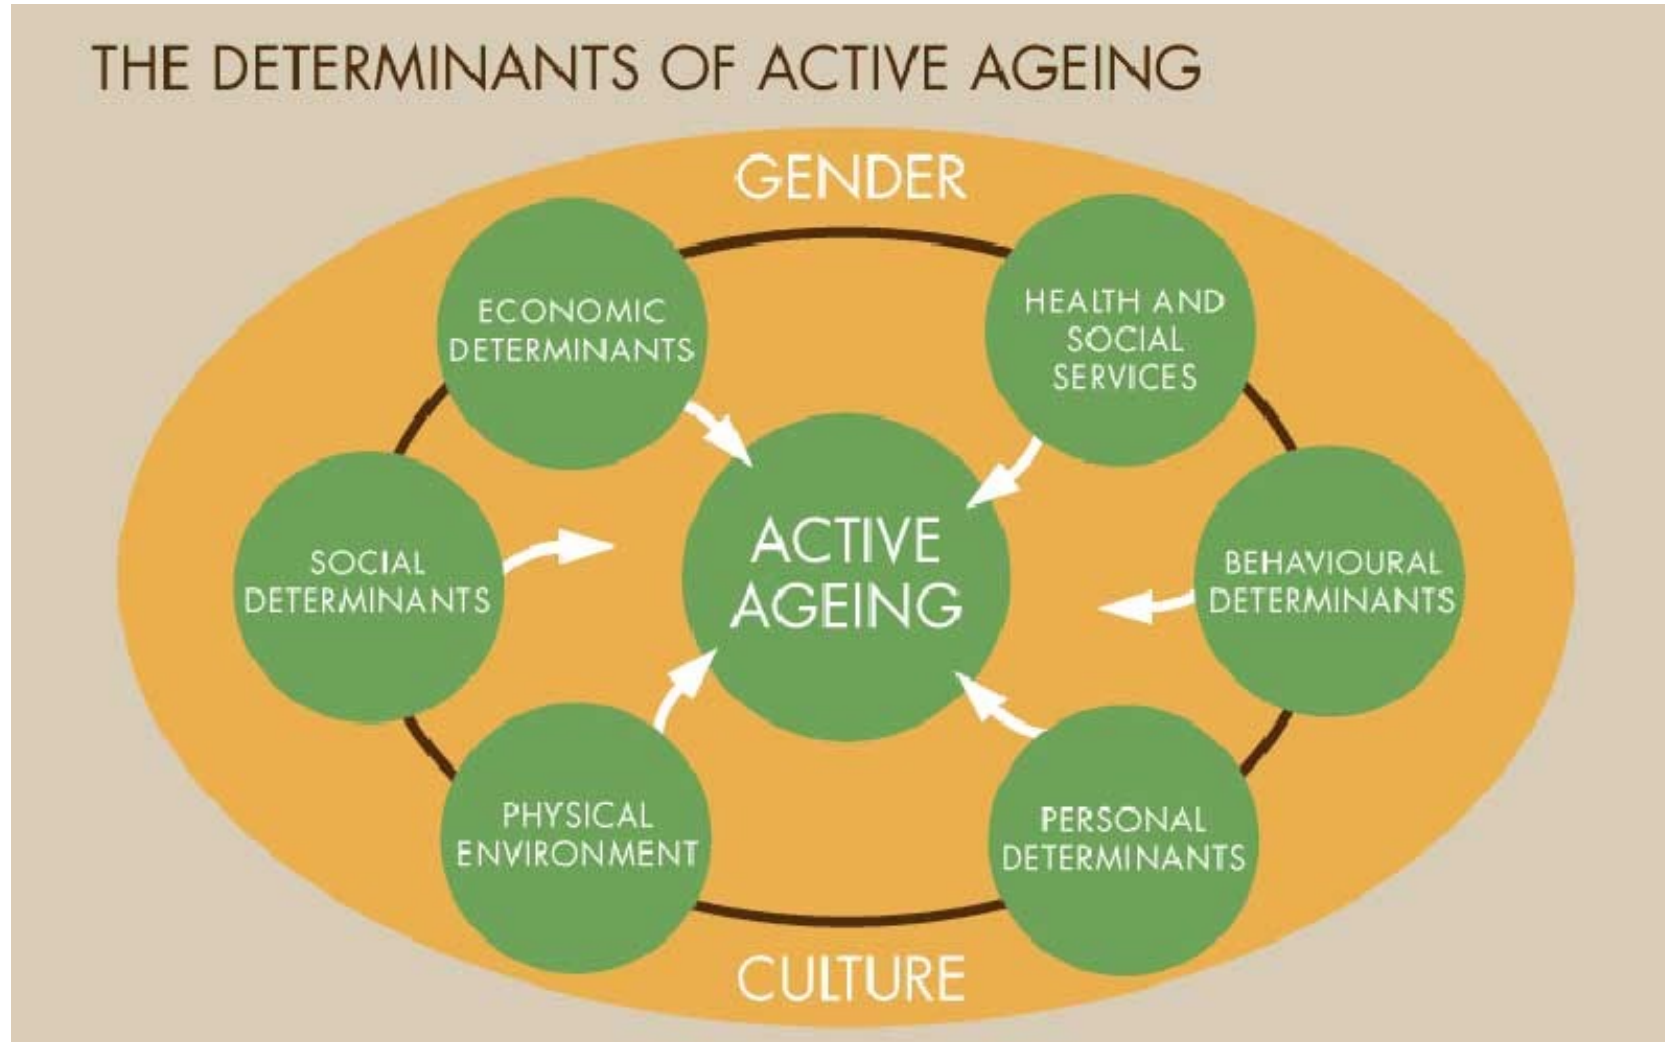 THE DETERMINANTS OF ACTIVE AGEING
GENDER
ECONOMIC
DETERMINANTS
HEALTH AND
SOCIAL
SERVICES
SOCIAL
DETERMINANTS
ACTIVE
AGEING
BEHAVIOURAL
DETERMINANTS
PHYSICAL
ENVIRONMENT
PERSONAL
DETERMINANTS
CULTURE